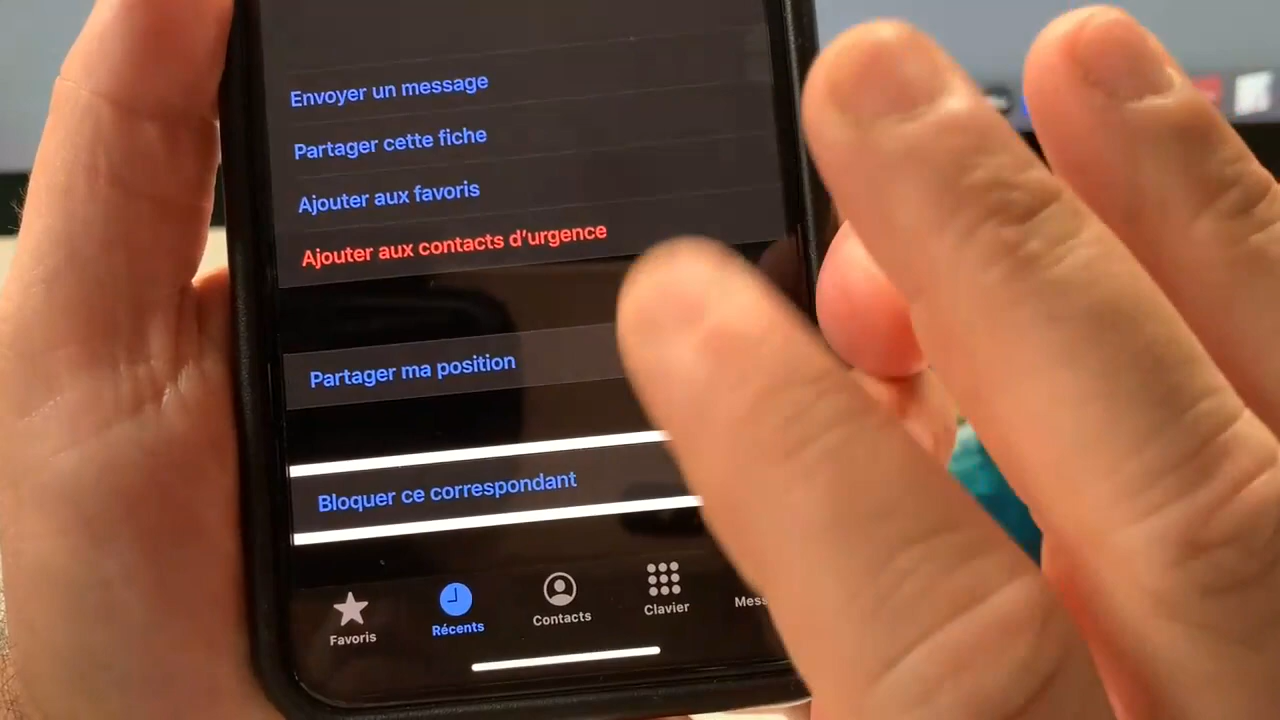 Envoyer un message
Partager cette fiche
Ajouter aux favoris
Ajouter aux contacts d’urgence
Partager ma position
Bloquer ce correspondant
Favoris
Récents
Contacts
Clavier